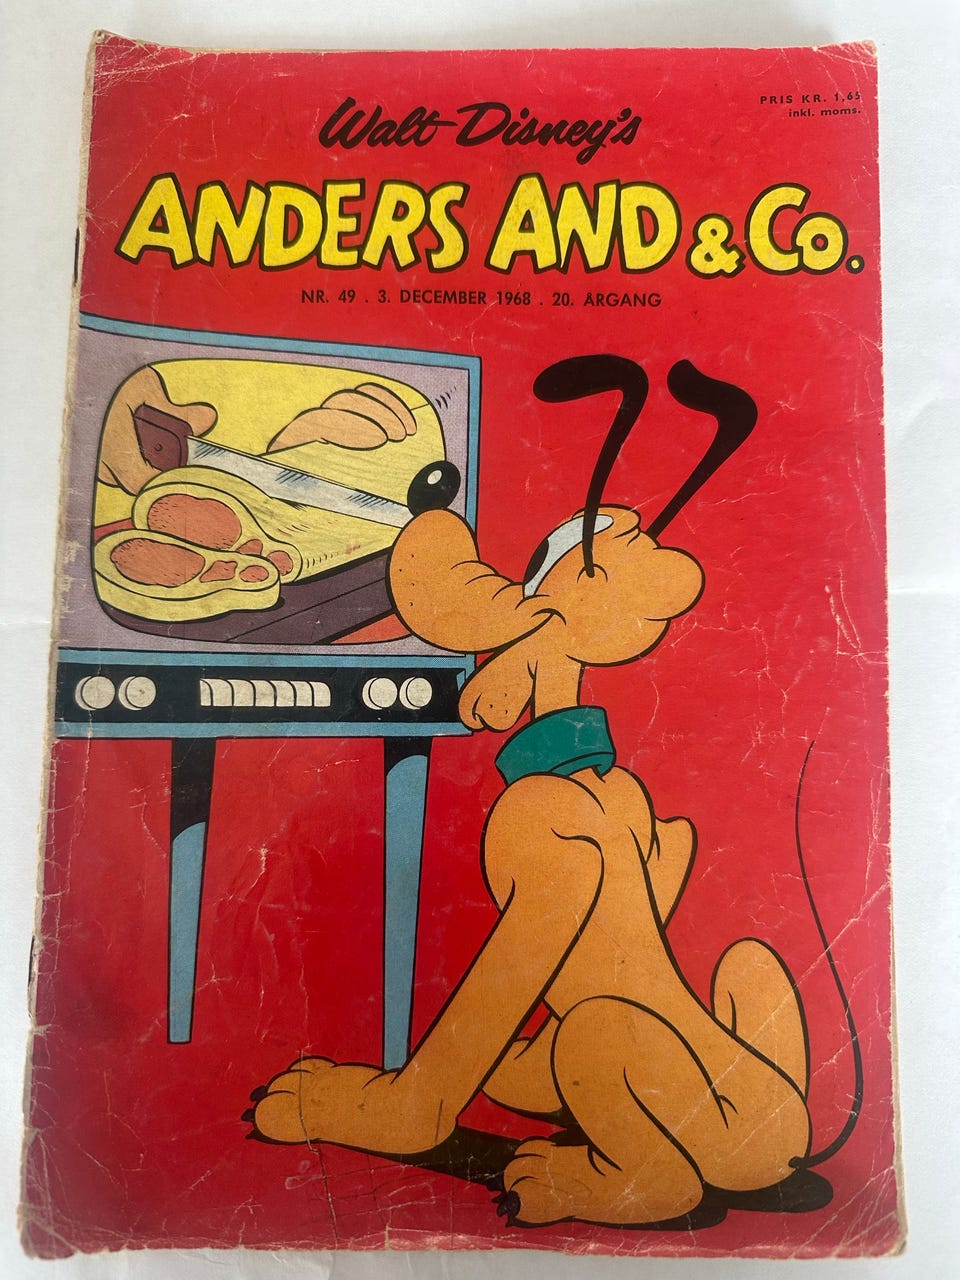 PRIS KR. 1,65
inkl. moms.
Walt Disney's
ANDERS AND & Co.
NR. 49 . 3. DECEMBER 1968 . 20. ÅRGANG